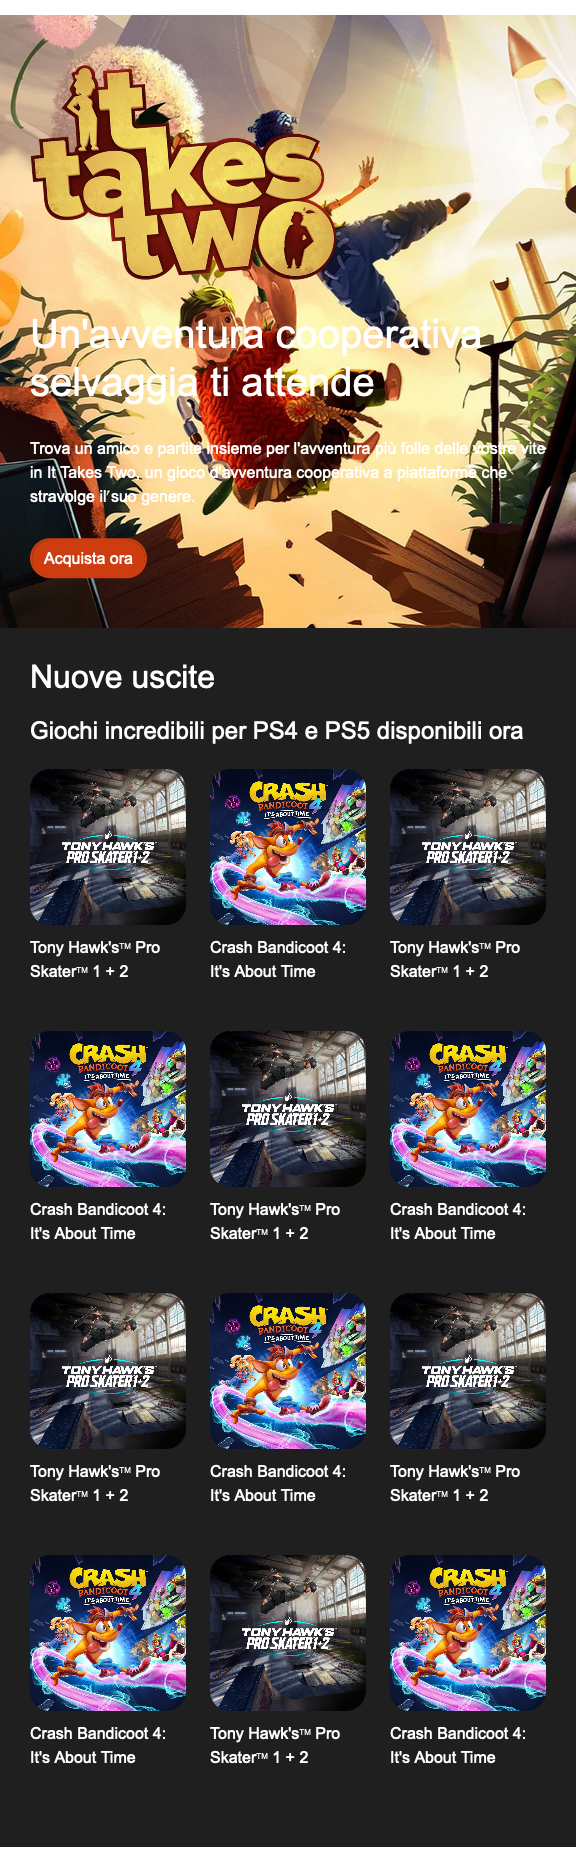 it
takes
two
Un'avventura cooperativa
selvaggia ti attende
Trova un amico e partite insieme per l'avventura più folle delle vostre vite
in It Takes Two, un gioco d'avventura cooperativa a piattaforme che
stravolge il suo genere.
Acquista ora
Nuove uscite
Giochi incredibili per PS4 e PS5 disponibili ora
TONY HAWK'S
PRO SKATER 1+2
CRASH
BANDICOOT 4
IT'S ABOUT TIME
TONY HAWK'S
PRO SKATER 1+2
Tony Hawk's™ Pro
Skater™ 1 + 2
Crash Bandicoot 4:
It's About Time
Tony Hawk's™ Pro
Skater™ 1 + 2
CRASH
BANDICOOT 4
IT'S ABOUT TIME
TONY HAWK'S
PRO SKATER 1+2
CRASH
BANDICOOT 4
IT'S ABOUT TIME
Crash Bandicoot 4:
It's About Time
Tony Hawk's™ Pro
Skater™ 1 + 2
Crash Bandicoot 4:
It's About Time
TONY HAWK'S
PRO SKATER 1+2
CRASH
BANDICOOT 4
IT'S ABOUT TIME
TONY HAWK'S
PRO SKATER 1+2
Tony Hawk's™ Pro
Skater™ 1 + 2
Crash Bandicoot 4:
It's About Time
Tony Hawk's™ Pro
Skater™ 1 + 2
CRASH
BANDICOOT 4
IT'S ABOUT TIME
TONY HAWK'S
PRO SKATER 1+2
CRASH
BANDICOOT 4
IT'S ABOUT TIME
Crash Bandicoot 4:
It's About Time
Tony Hawk's™ Pro
Skater™ 1 + 2
Crash Bandicoot 4:
It's About Time